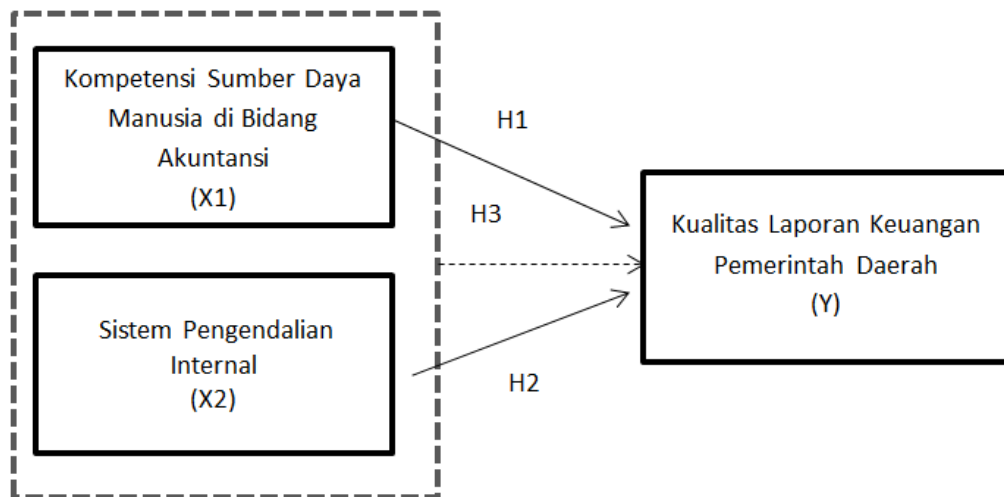 Kompetensi Sumber Daya
Manusia di Bidang
Akuntansi
(X1)
H1
H3
Kualitas Laporan Keuangan
Pemerintah Daerah
(Y)
Sistem Pengendalian
Internal
(X2)
H2